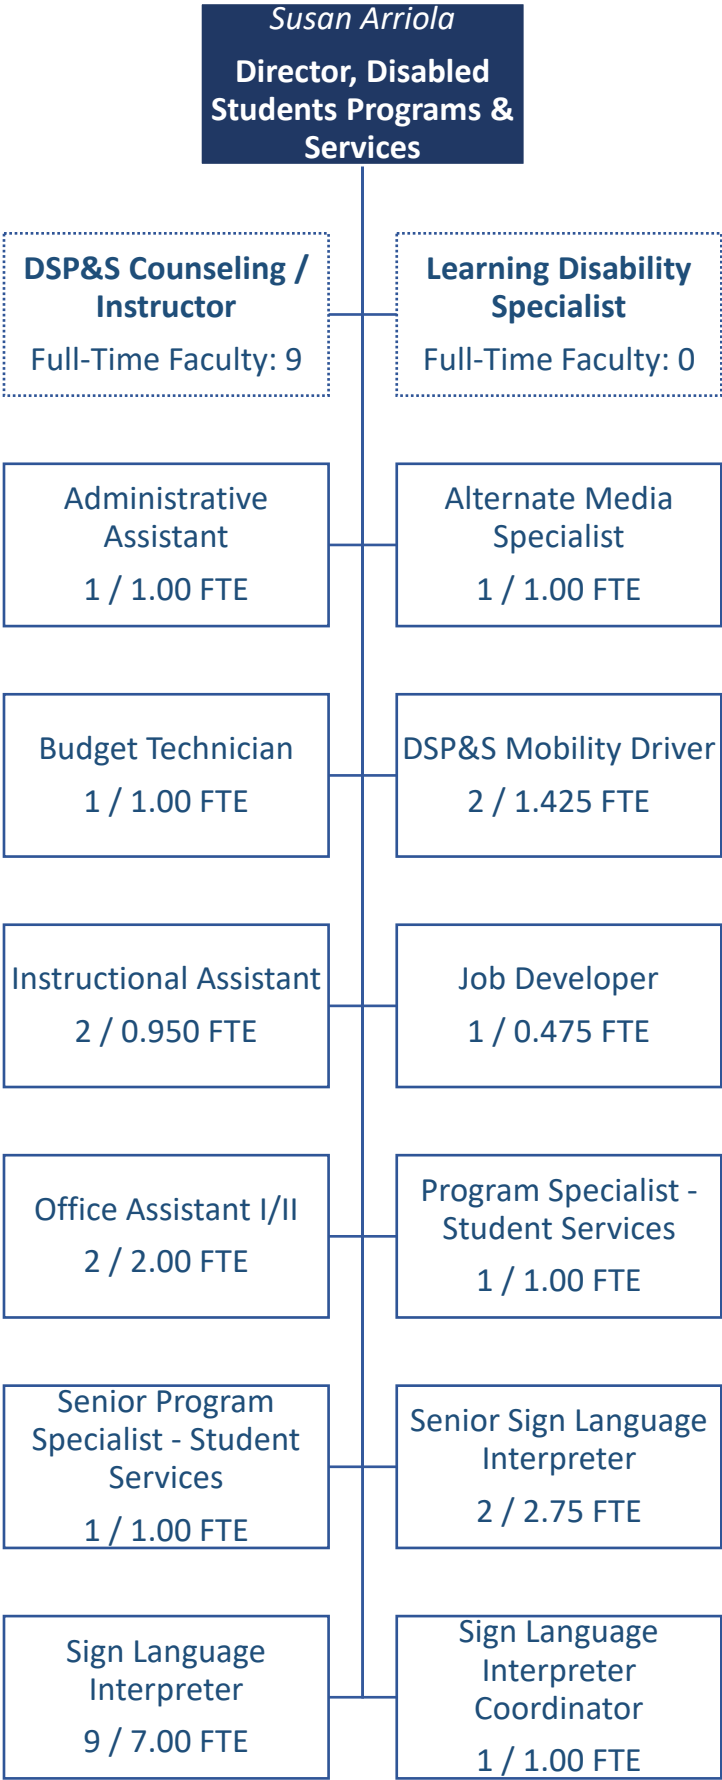 Susan Arriola
Director, Disabled
Students Programs &
Services
DSP&S Counseling /
Instructor
Full-Time Faculty: 9
Learning Disability
Specialist
Full-Time Faculty: 0
Administrative
Assistant
1 / 1.00 FTE
Alternate Media
Specialist
1 / 1.00 FTE
Budget Technician
1 / 1.00 FTE
DSP&S Mobility Driver
2 / 1.425 FTE
Instructional Assistant
2 / 0.950 FTE
Job Developer
1 / 0.475 FTE
Office Assistant I/II
2 / 2.00 FTE
Program Specialist -
Student Services
1 / 1.00 FTE
Senior Program
Specialist - Student
Services
1 / 1.00 FTE
Senior Sign Language
Interpreter
2 / 2.75 FTE
Sign Language
Interpreter
9 / 7.00 FTE
Sign Language
Interpreter
Coordinator
1 / 1.00 FTE